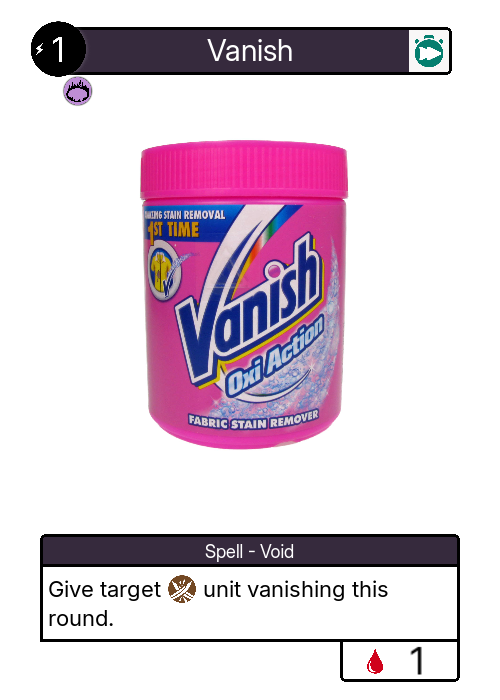 1
Vanish
AMAZING STAIN REMOVAL
1ST TIME
Vanish
Oxi Action
FABRIC STAIN REMOVER
Spell - Void
Give target unit vanishing this
round.
1